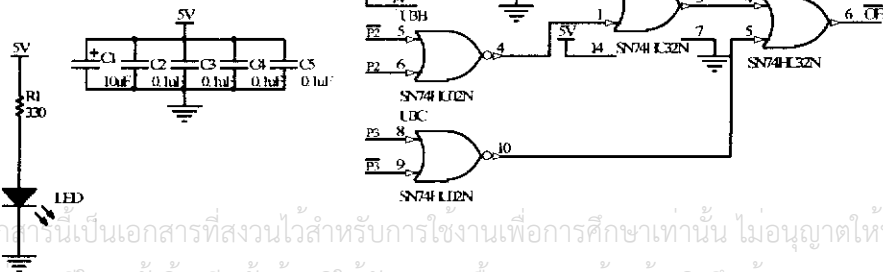 5V
5V
R1
330
C1
10uF
C2
0.1uF
C3
0.1uF
C4
0.1uF
C5
0.1uF
LED
UBB
P2 5
P2 6
4
SN74HC02N
UBC
P3 8
P3 9
10
SN74HC02N
1
5V
14
SN74HC32N
7
5
6 OE
SN74HC32N
สารนี้เป็นเอกสารที่สงวนไว้สำหรับการใช้งานเพื่อการศึกษาเท่านั้น ไม่อนุญาตให้